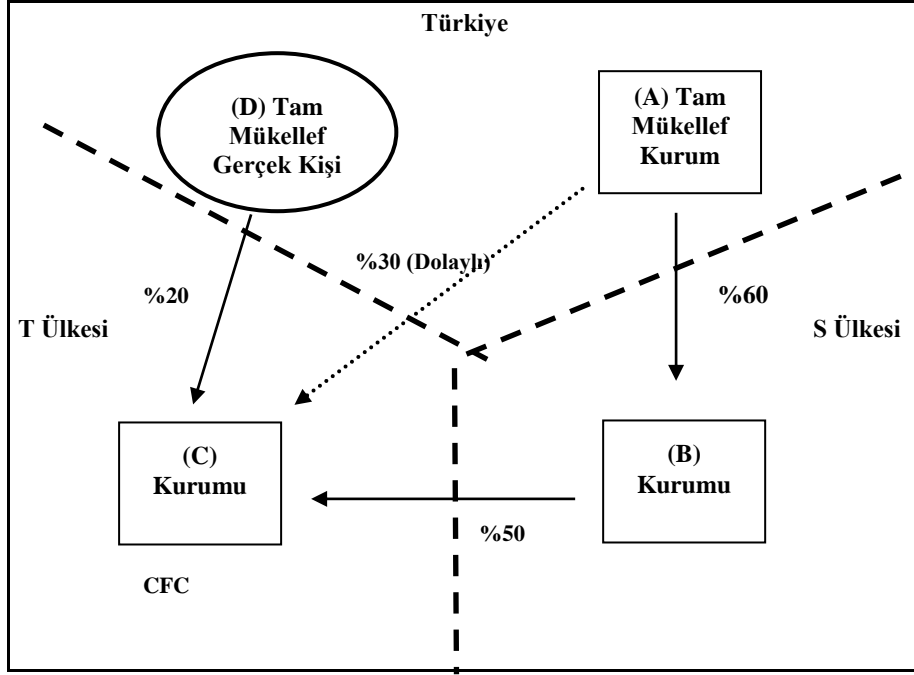 Türkiye
(D) Tam
Mükellef
Gerçek Kişi
(A) Tam
Mükellef
Kurum
%30 (Dolaylı)
%20
%60
T Ülkesi
S Ülkesi
(C)
Kurumu
(B)
Kurumu
%50
CFC